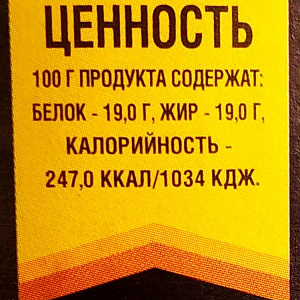 ЦЕННОСТЬ
100 Г ПРОДУКТА СОДЕРЖАТ:
БЕЛОК - 19,0 Г, ЖИР - 19,0 Г,
КАЛОРИЙНОСТЬ -
247,0 ККАЛ/1034 КДЖ.